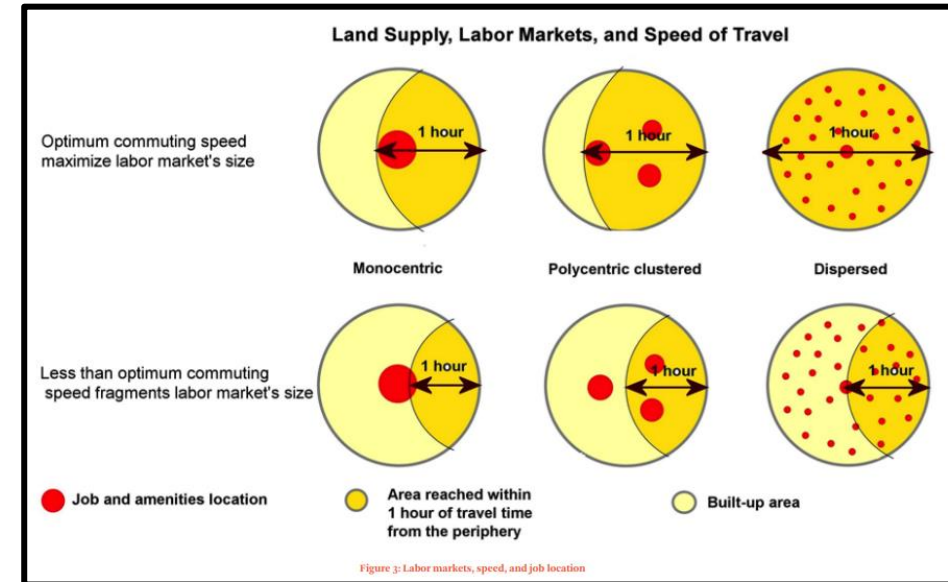 Land Supply, Labor Markets, and Speed of Travel
Optimum commuting speed
maximize labor market's size
1 hour
1 hour
1 hour
Monocentric
Polycentric clustered
Dispersed
Less than optimum commuting
speed fragments labor market's size
1 hour
1 hour
1 hour
Job and amenities location
Area reached within
1 hour of travel time
from the periphery
Built-up area
Figure 3: Labor markets, speed, and job location